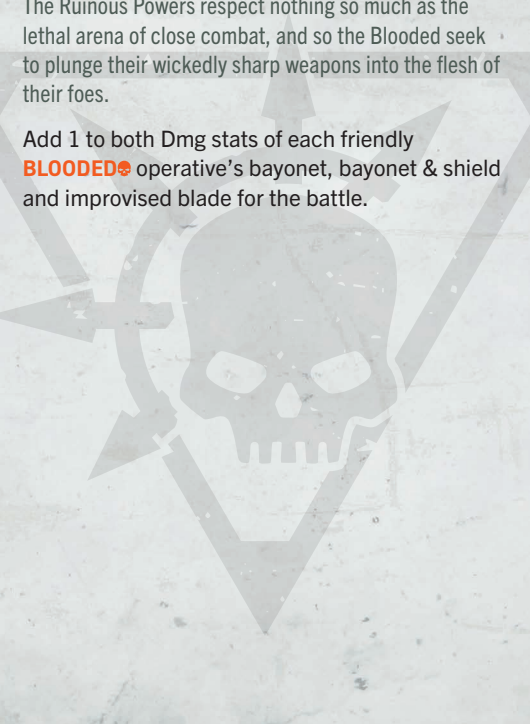 The Ruinous Powers respect nothing so much as the
lethal arena of close combat, and so the Blooded seek
to plunge their wickedly sharp weapons into the flesh of
their foes.
Add 1 to both Dmg stats of each friendly
BLOODED operative's bayonet, bayonet & shield
and improvised blade for the battle.